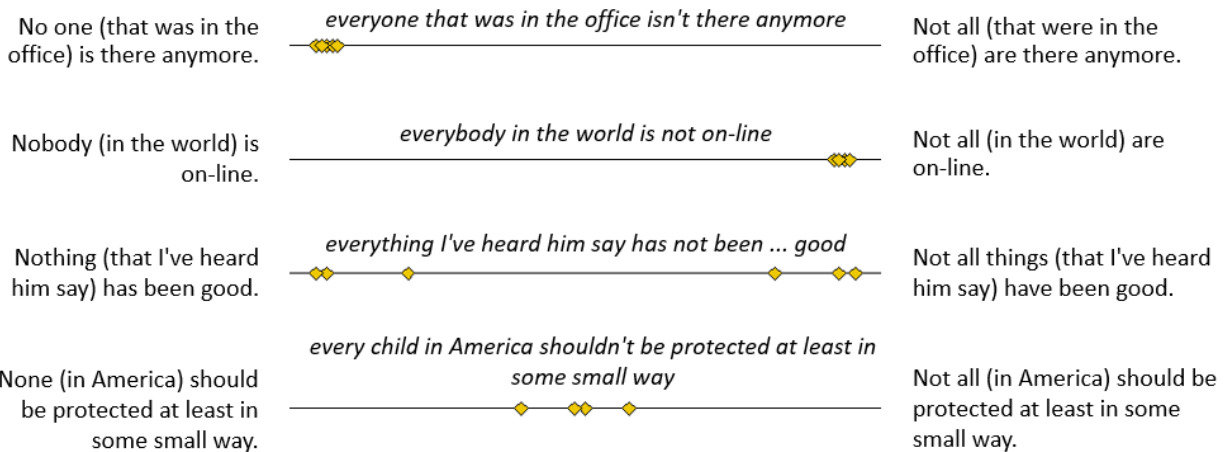 No one (that was in the
office) is there anymore.
everyone that was in the office isn't there anymore
Not all (that were in the
office) are there anymore.
Nobody (in the world) is
on-line.
everybody in the world is not on-line
Not all (in the world) are
on-line.
Nothing (that I've heard
him say) has been good.
everything I've heard him say has not been ... good
Not all things (that I've heard
him say) have been good.
None (in America) should
be protected at least in
some small way.
every child in America shouldn't be protected at least in
some small way
Not all (in America) should be
protected at least in some
small way.